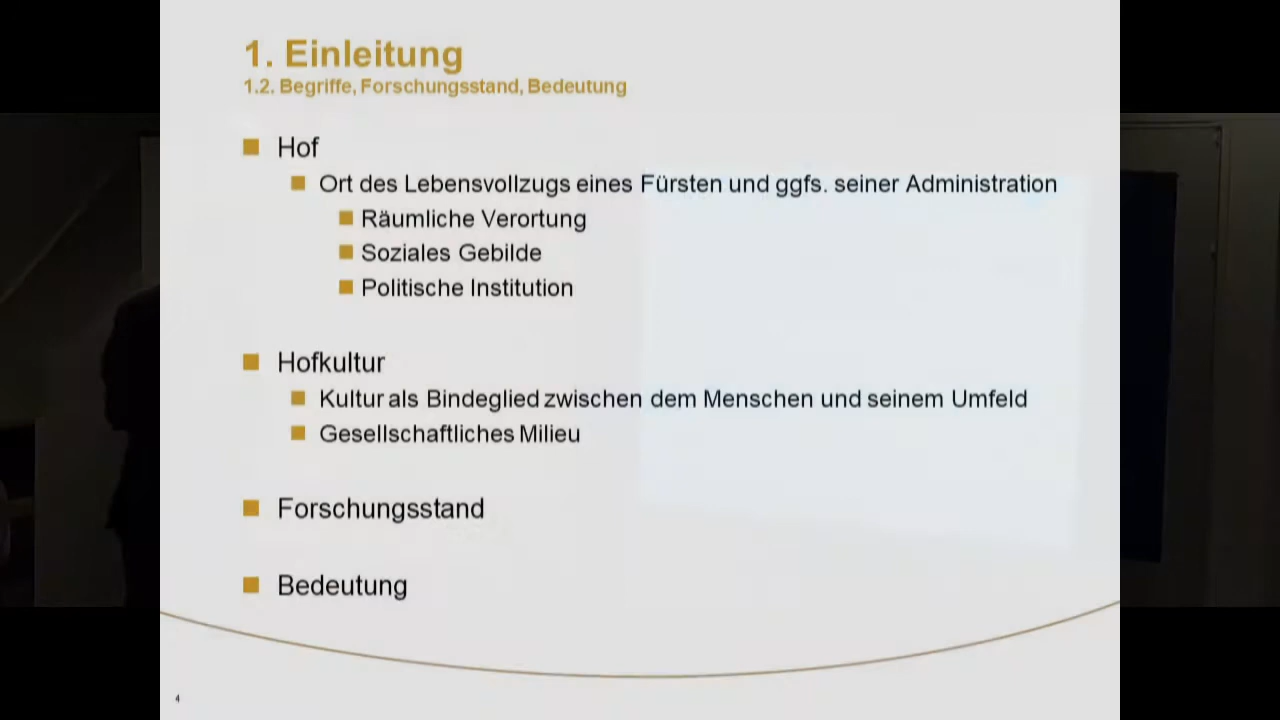 1. Einleitung
1.2. Begriffe, Forschungsstand, Bedeutung
Hof
Ort des Lebensvollzugs eines Fürsten und ggfs. seiner Administration
Räumliche Verortung
Soziales Gebilde
Politische Institution
Hofkultur
Kultur als Bindeglied zwischen dem Menschen und seinem Umfeld
Gesellschaftliches Milieu
Forschungsstand
Bedeutung
4